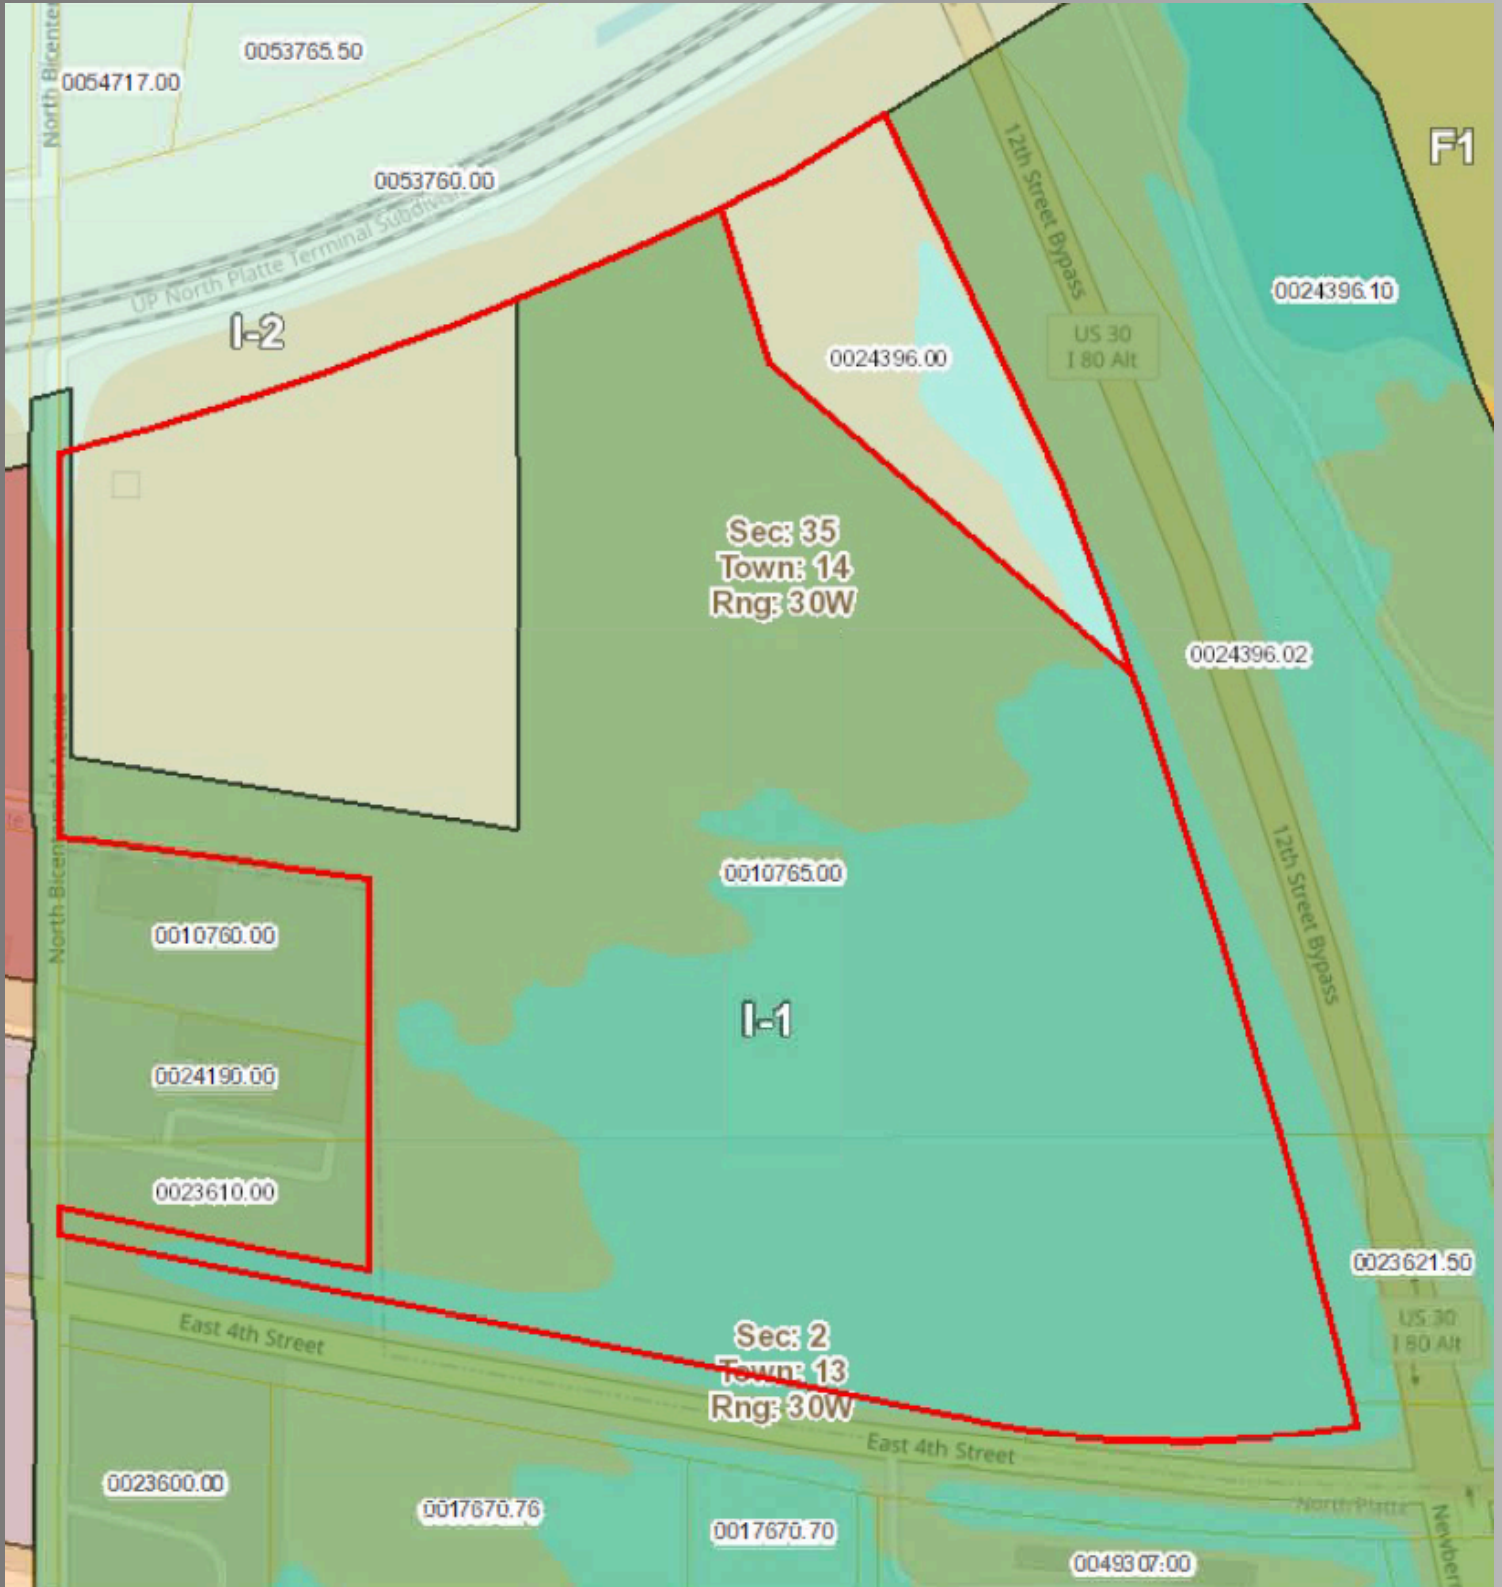 North Bicenten
0053765.50
0054717.00
F1
12th Street Bypass
0053760.00
UP North Platte Terminal Subdivis
0024396.10
I-2
US 30
I 80 Alt
0024396.00
Sec: 35
Town: 14
Rng: 30W
0024396.02
North Bicentennial Avenue
te
0010765.00
12th Street Bypass
0010760.00
I-1
0024190.00
0023610.00
0023621.50
East 4th Street
US 30
I 80 Alt
Sec: 2
Town: 13
Rng: 30W
East 4th Street
0023600.00
0017670.76
0017670.70
North Platte
Newberr
0049307.00